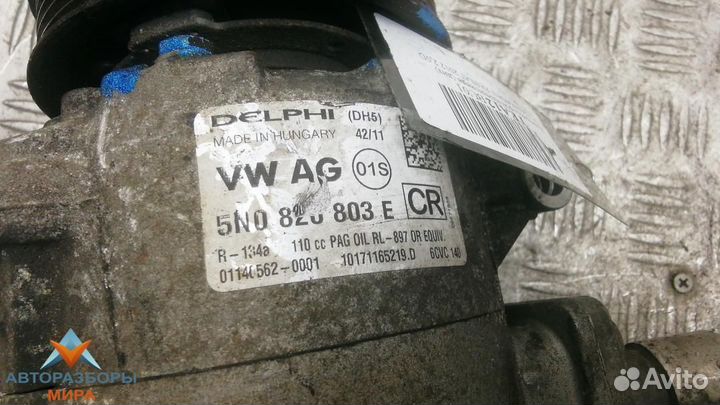 DELPHI (DH5)
MADE IN HUNGARY 42/11
VW AG 01S
5N0 820 803 E CR
R-134a 110 cc PAG OIL RL-897 OR EQUIV.
01140562-0001 10171165219.D 6CVC 140
АВТОРАЗБОРЫ
МИРА
Avito